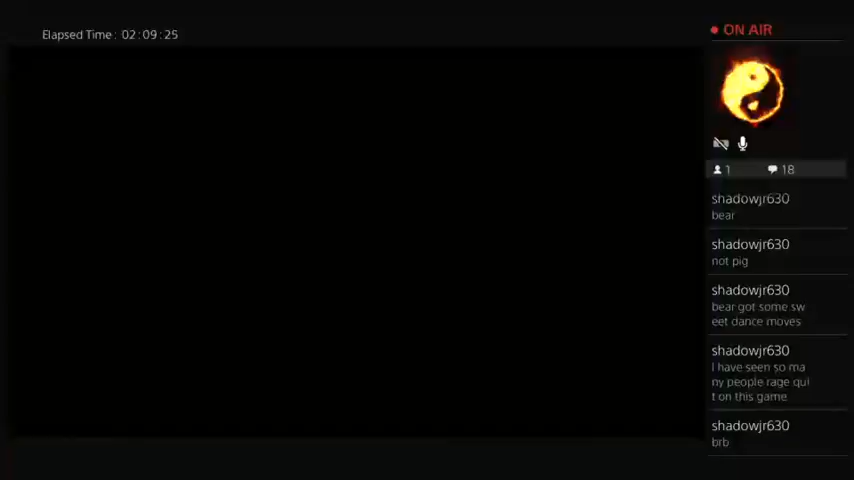 Elapsed Time : 02:09:25
ON AIR
1 18
shadowjr630
bear
shadowjr630
not pig
shadowjr630
bear got some sw
eet dance moves
shadowjr630
I have seen so ma
ny people rage qui
t on this game
shadowjr630
brb